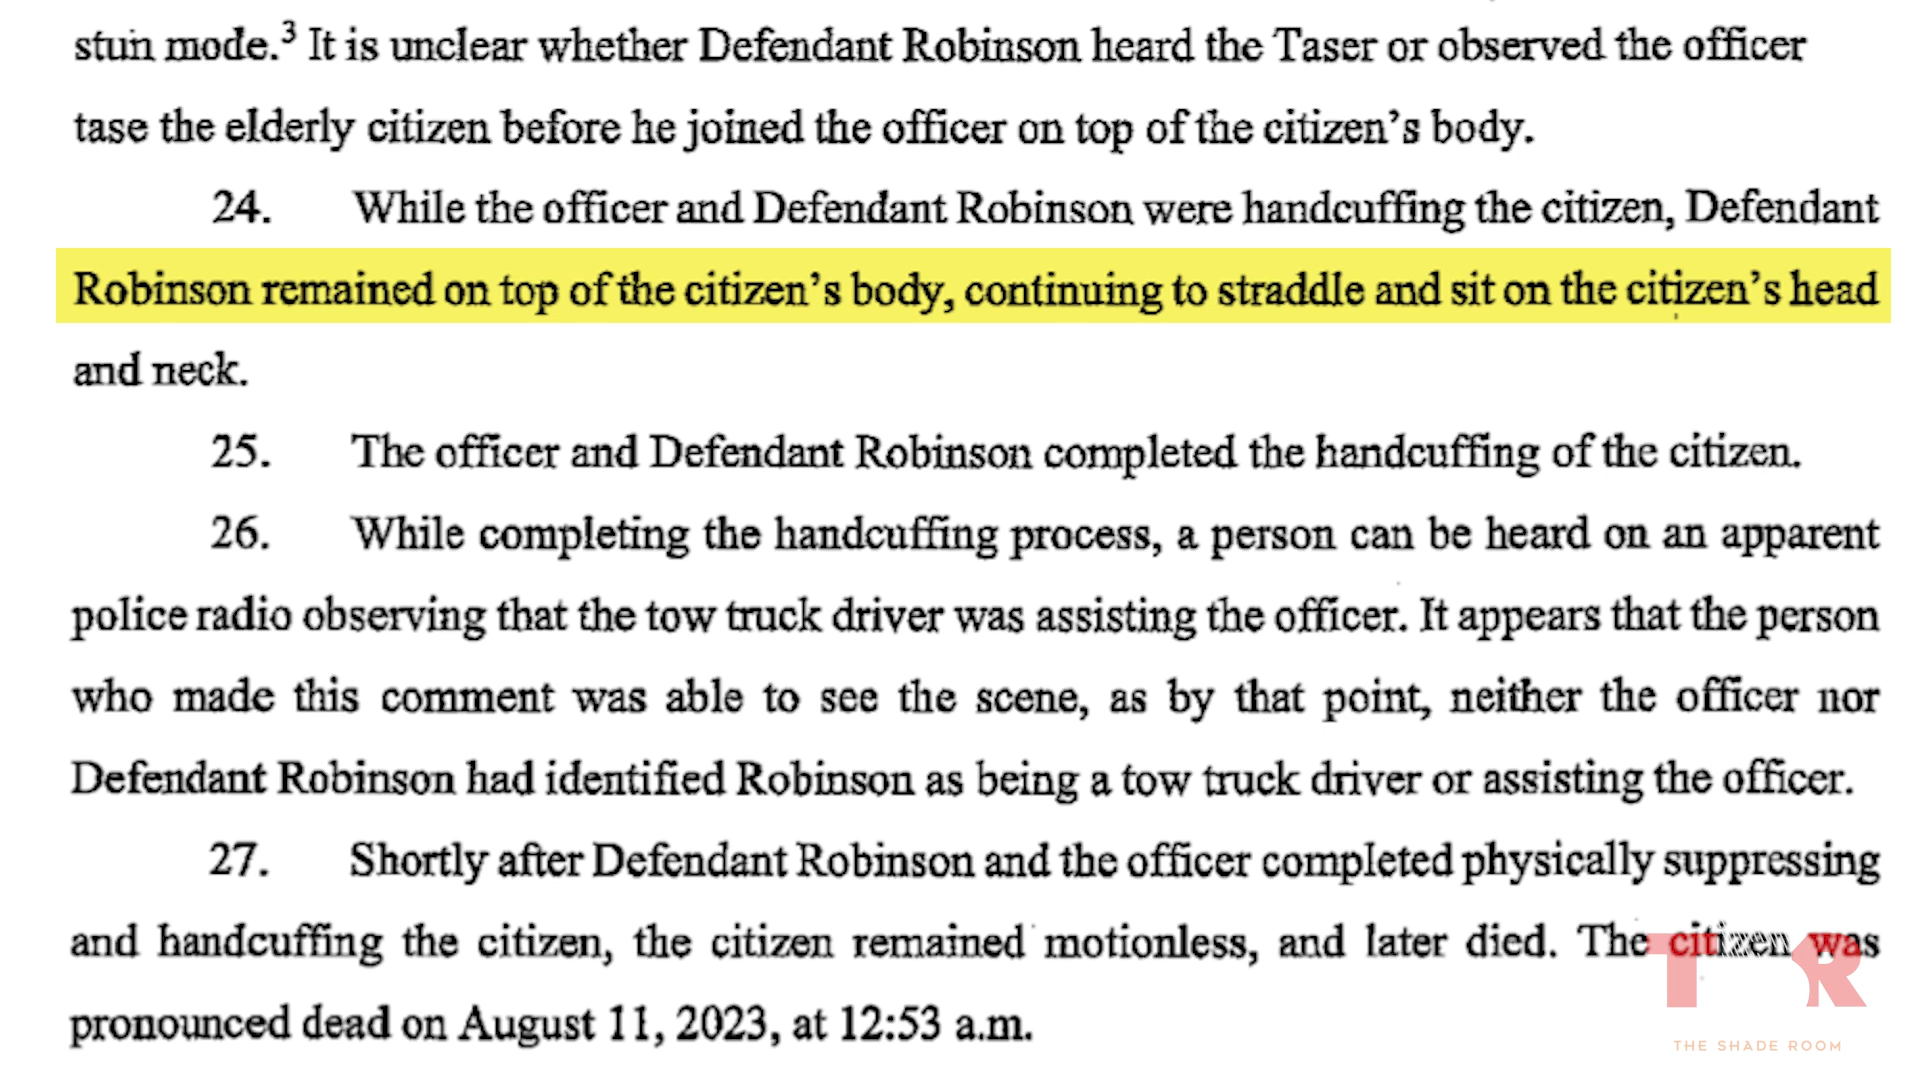 stun mode.³ It is unclear whether Defendant Robinson heard the Taser or observed the officer
tase the elderly citizen before he joined the officer on top of the citizen’s body.
24. While the officer and Defendant Robinson were handcuffing the citizen, Defendant
Robinson remained on top of the citizen’s body, continuing to straddle and sit on the citizen’s head
and neck.
25. The officer and Defendant Robinson completed the handcuffing of the citizen.
26. While completing the handcuffing process, a person can be heard on an apparent
police radio observing that the tow truck driver was assisting the officer. It appears that the person
who made this comment was able to see the scene, as by that point, neither the officer nor
Defendant Robinson had identified Robinson as being a tow truck driver or assisting the officer.
27. Shortly after Defendant Robinson and the officer completed physically suppressing
and handcuffing the citizen, the citizen remained motionless, and later died. The citizen was
pronounced dead on August 11, 2023, at 12:53 a.m.
TSR
THE SHADE ROOM